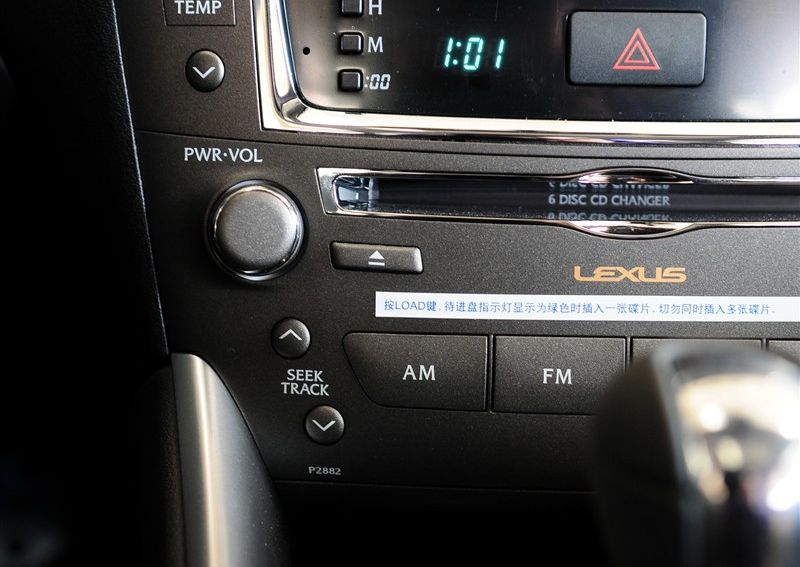 TEMP
H
M
:00
1:01
PWR·VOL
6 DISC CD CHANGER
LEXUS
按LOAD键,待进盘指示灯显示为绿色时插入一张碟片,切勿同时插入多张碟片.
SEEK
TRACK
AM
FM
P2882